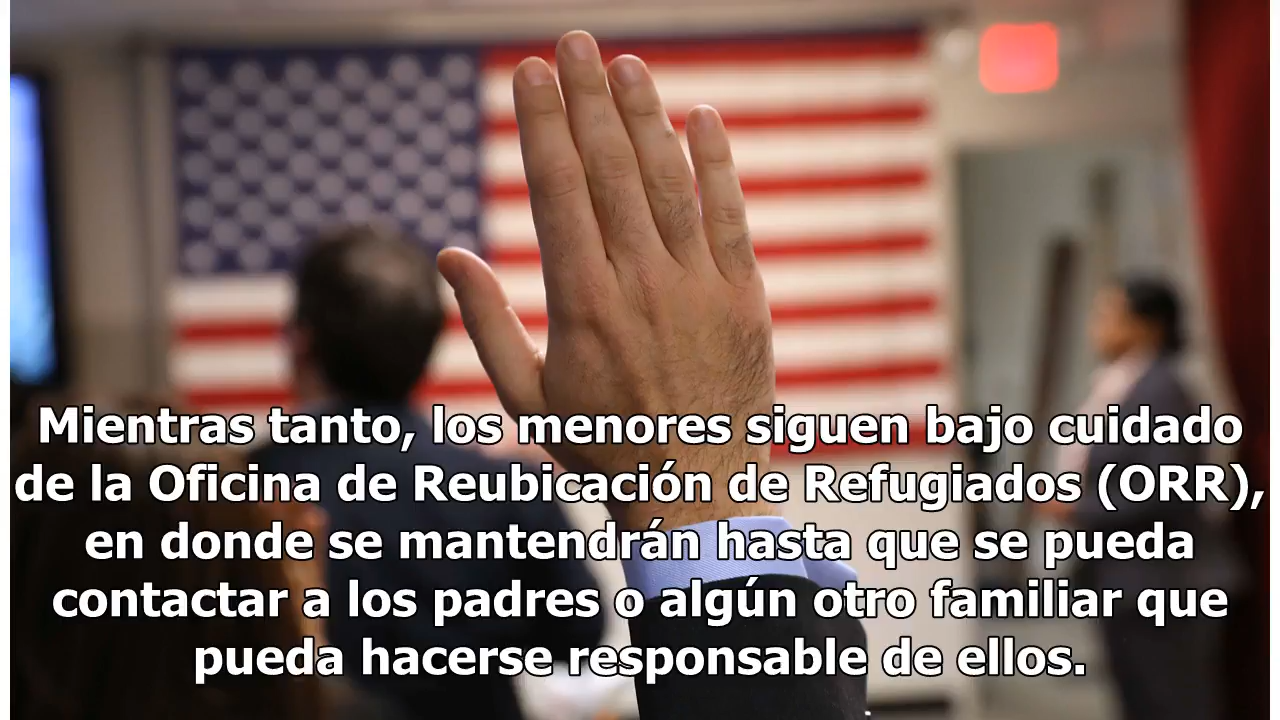 Mientras tanto, los menores siguen bajo cuidado
de la Oficina de Reubicación de Refugiados (ORR),
en donde se mantendrán hasta que se pueda
contactar a los padres o algún otro familiar que
pueda hacerse responsable de ellos.